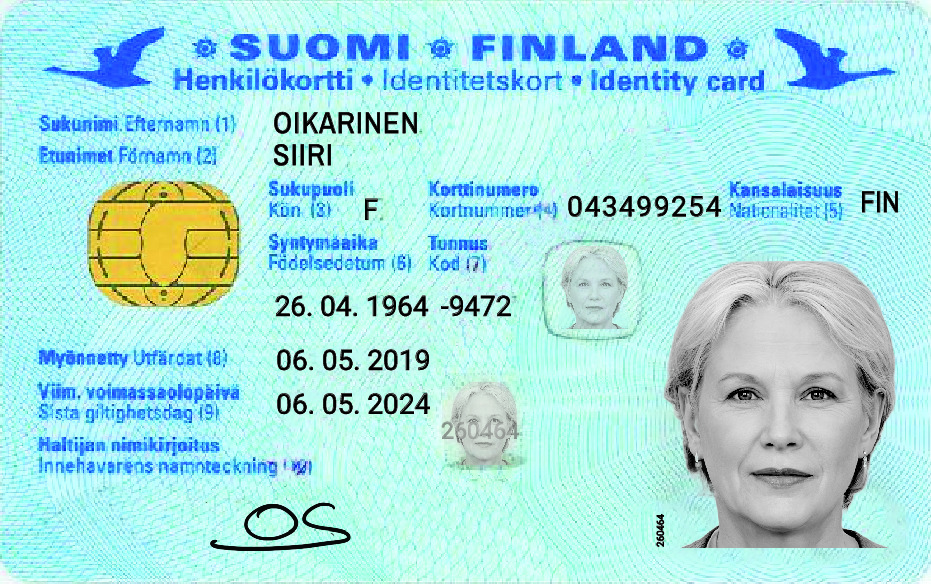 SUOMI FINLAND
Henkilökortti • Identitetskort • Identity card
Sukunimi Efternamn (1) OIKARINEN
Etunimet Förnamn (2) SIIRI
Sukupuoli Korttinumero Kansalaisuus
Kön (3) F Kortnummer (4) 043499254 Nationalitet (5) FIN
Syntymäaika Tunnus
Födelsedetum (6) Kod (7)
26. 04. 1964 -9472
Myönnetty Utfärdat (8) 06. 05. 2019
Viim. voimassaolopäivä
Sista giltighetsdag (9) 06. 05. 2024
260464
Haltijan nimikirjoitus
Innehavarens namnteckning
OS
260464